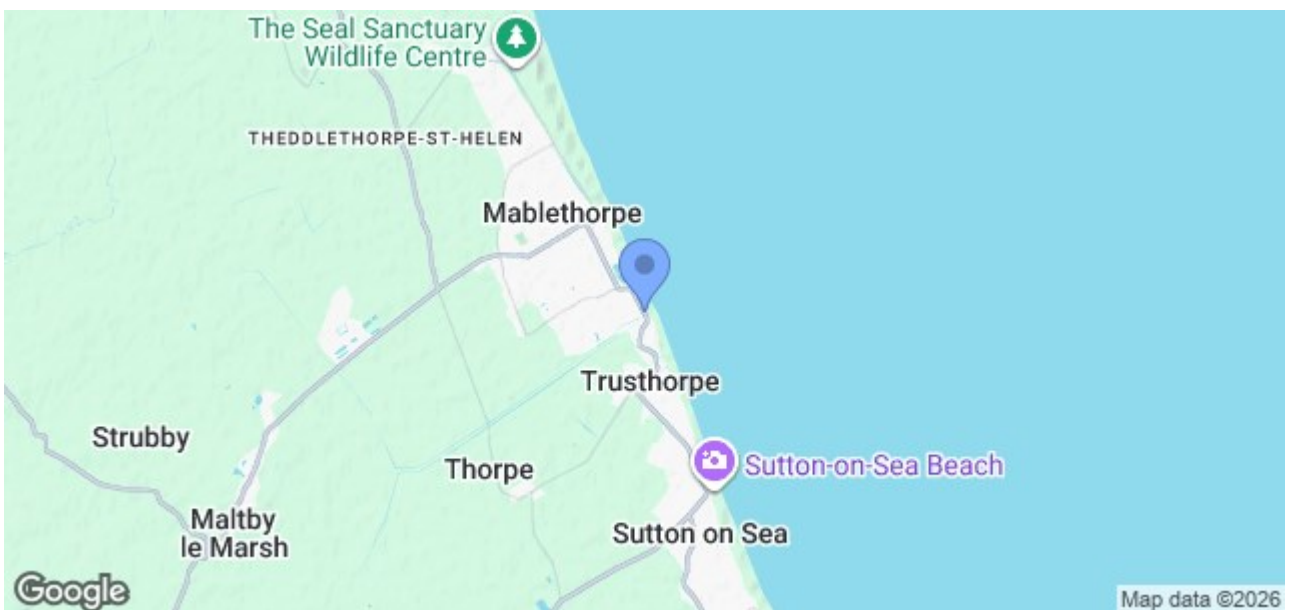 The Seal Sanctuary
Wildlife Centre
THEDDLETHORPE-ST-HELEN
Mablethorpe
Trusthorpe
Strubby
Thorpe
Sutton-on-Sea Beach
Maltby
le Marsh
Sutton on Sea
Google
Map data ©2026